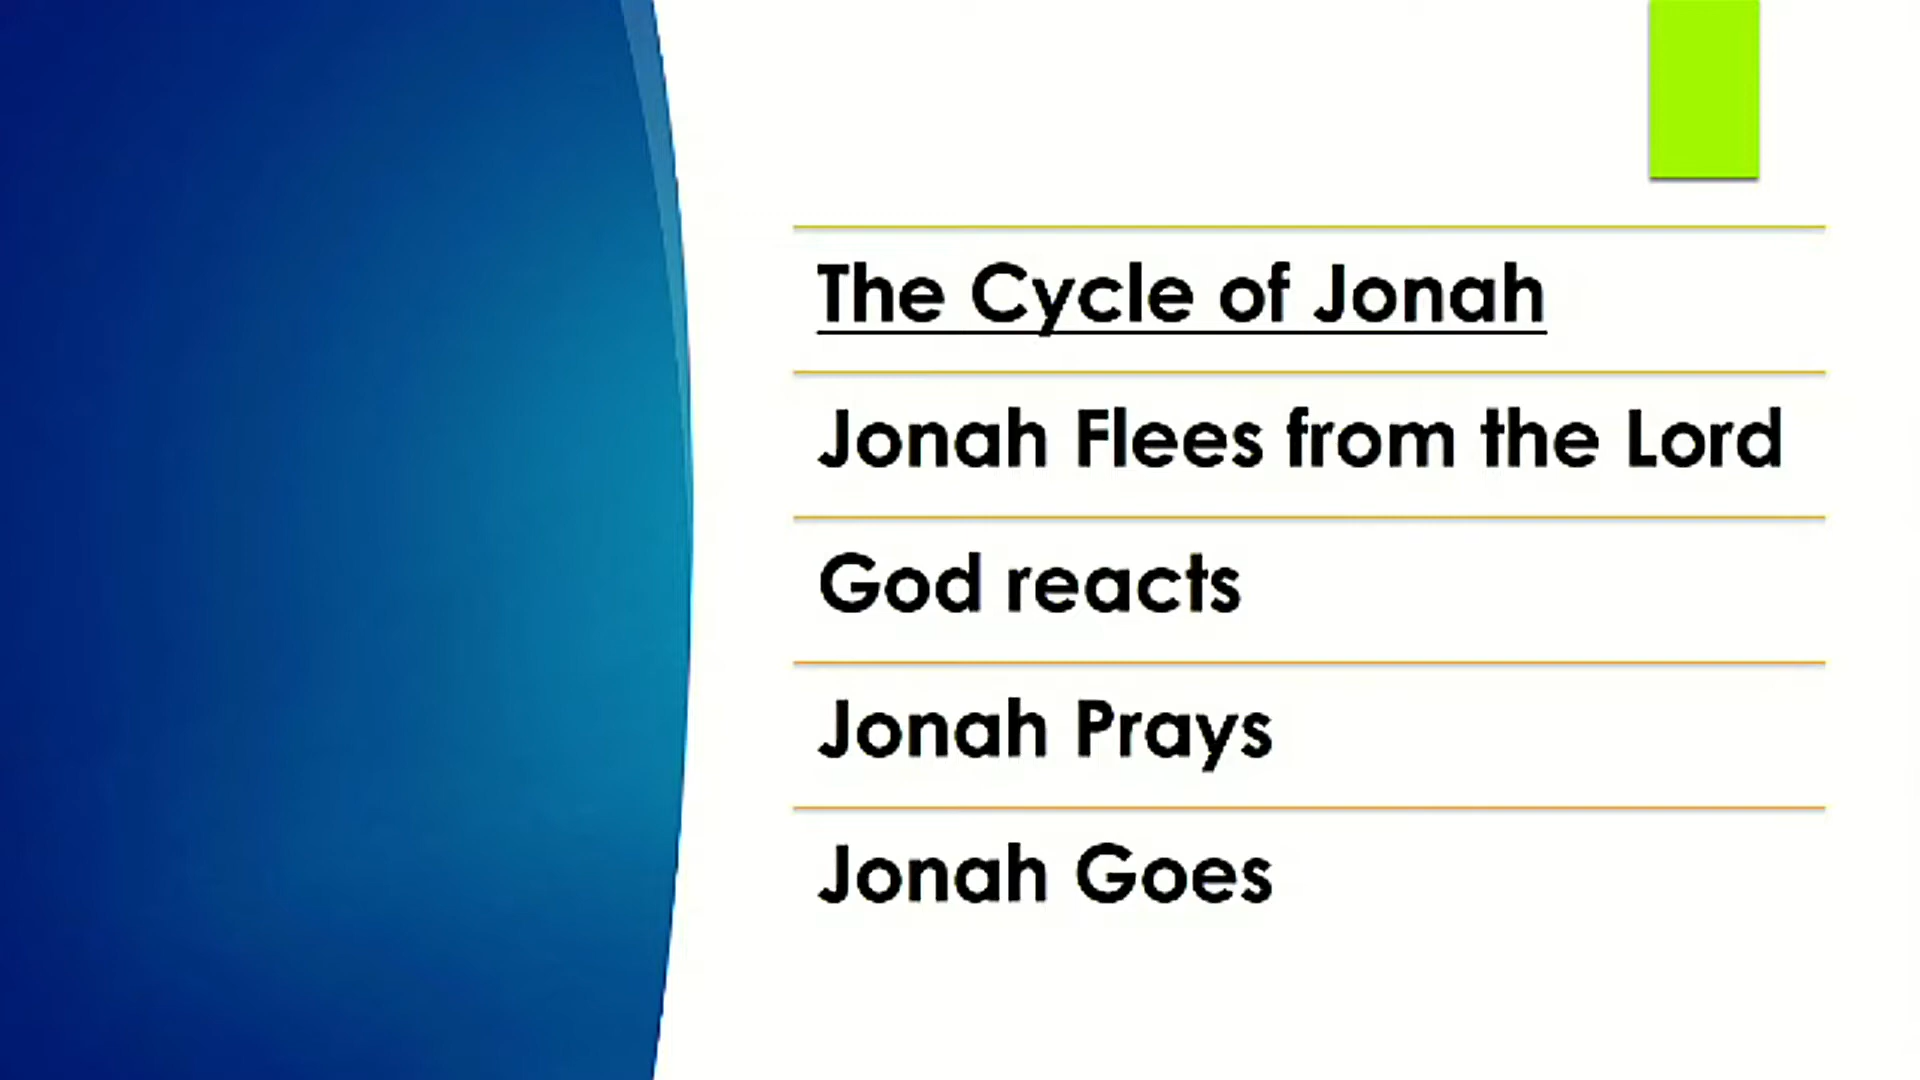 The Cycle of Jonah
Jonah Flees from the Lord
God reacts
Jonah Prays
Jonah Goes